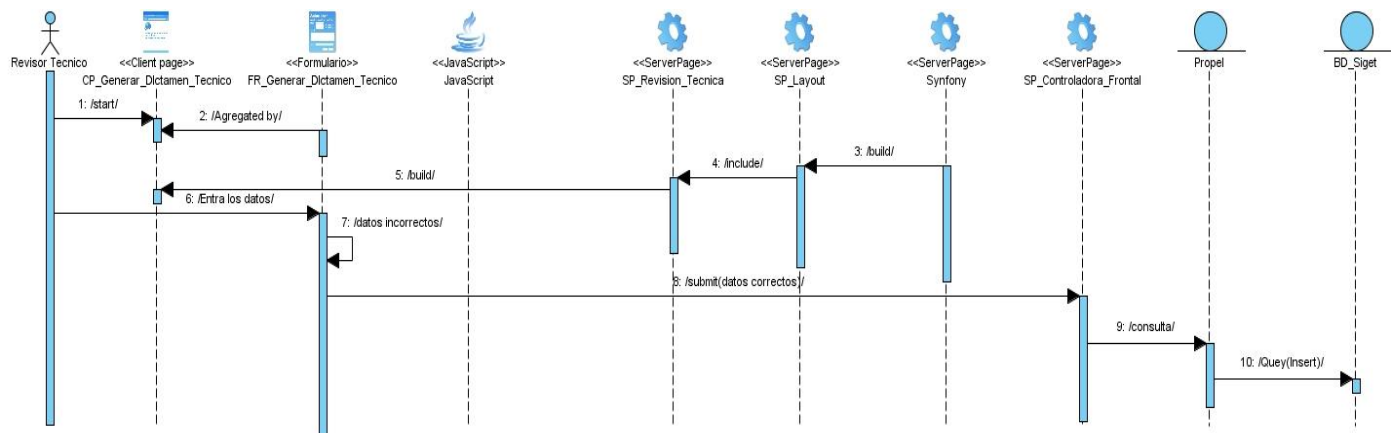 <<Client page>>
<<Formulario>>
<<JavaScript>>
<<ServerPage>>
<<ServerPage>>
<<ServerPage>>
<<ServerPage>>
Propel
BD_Siget
Revisor Tecnico
CP_Generar_DIctamen_Tecnico
FR_Generar_DIctamen_Tecnico
JavaScript
SP_Revision_Tecnica
SP_Layout
Synfony
SP_Controladora_Frontal
1: /start/
2: /Agregated by/
3: /build/
4: /include/
5: /build/
6: /Entra los datos/
7: /datos incorrectos/
8: /submit(datos correctos)/
9: /consulta/
10: /Quey(Insert)/